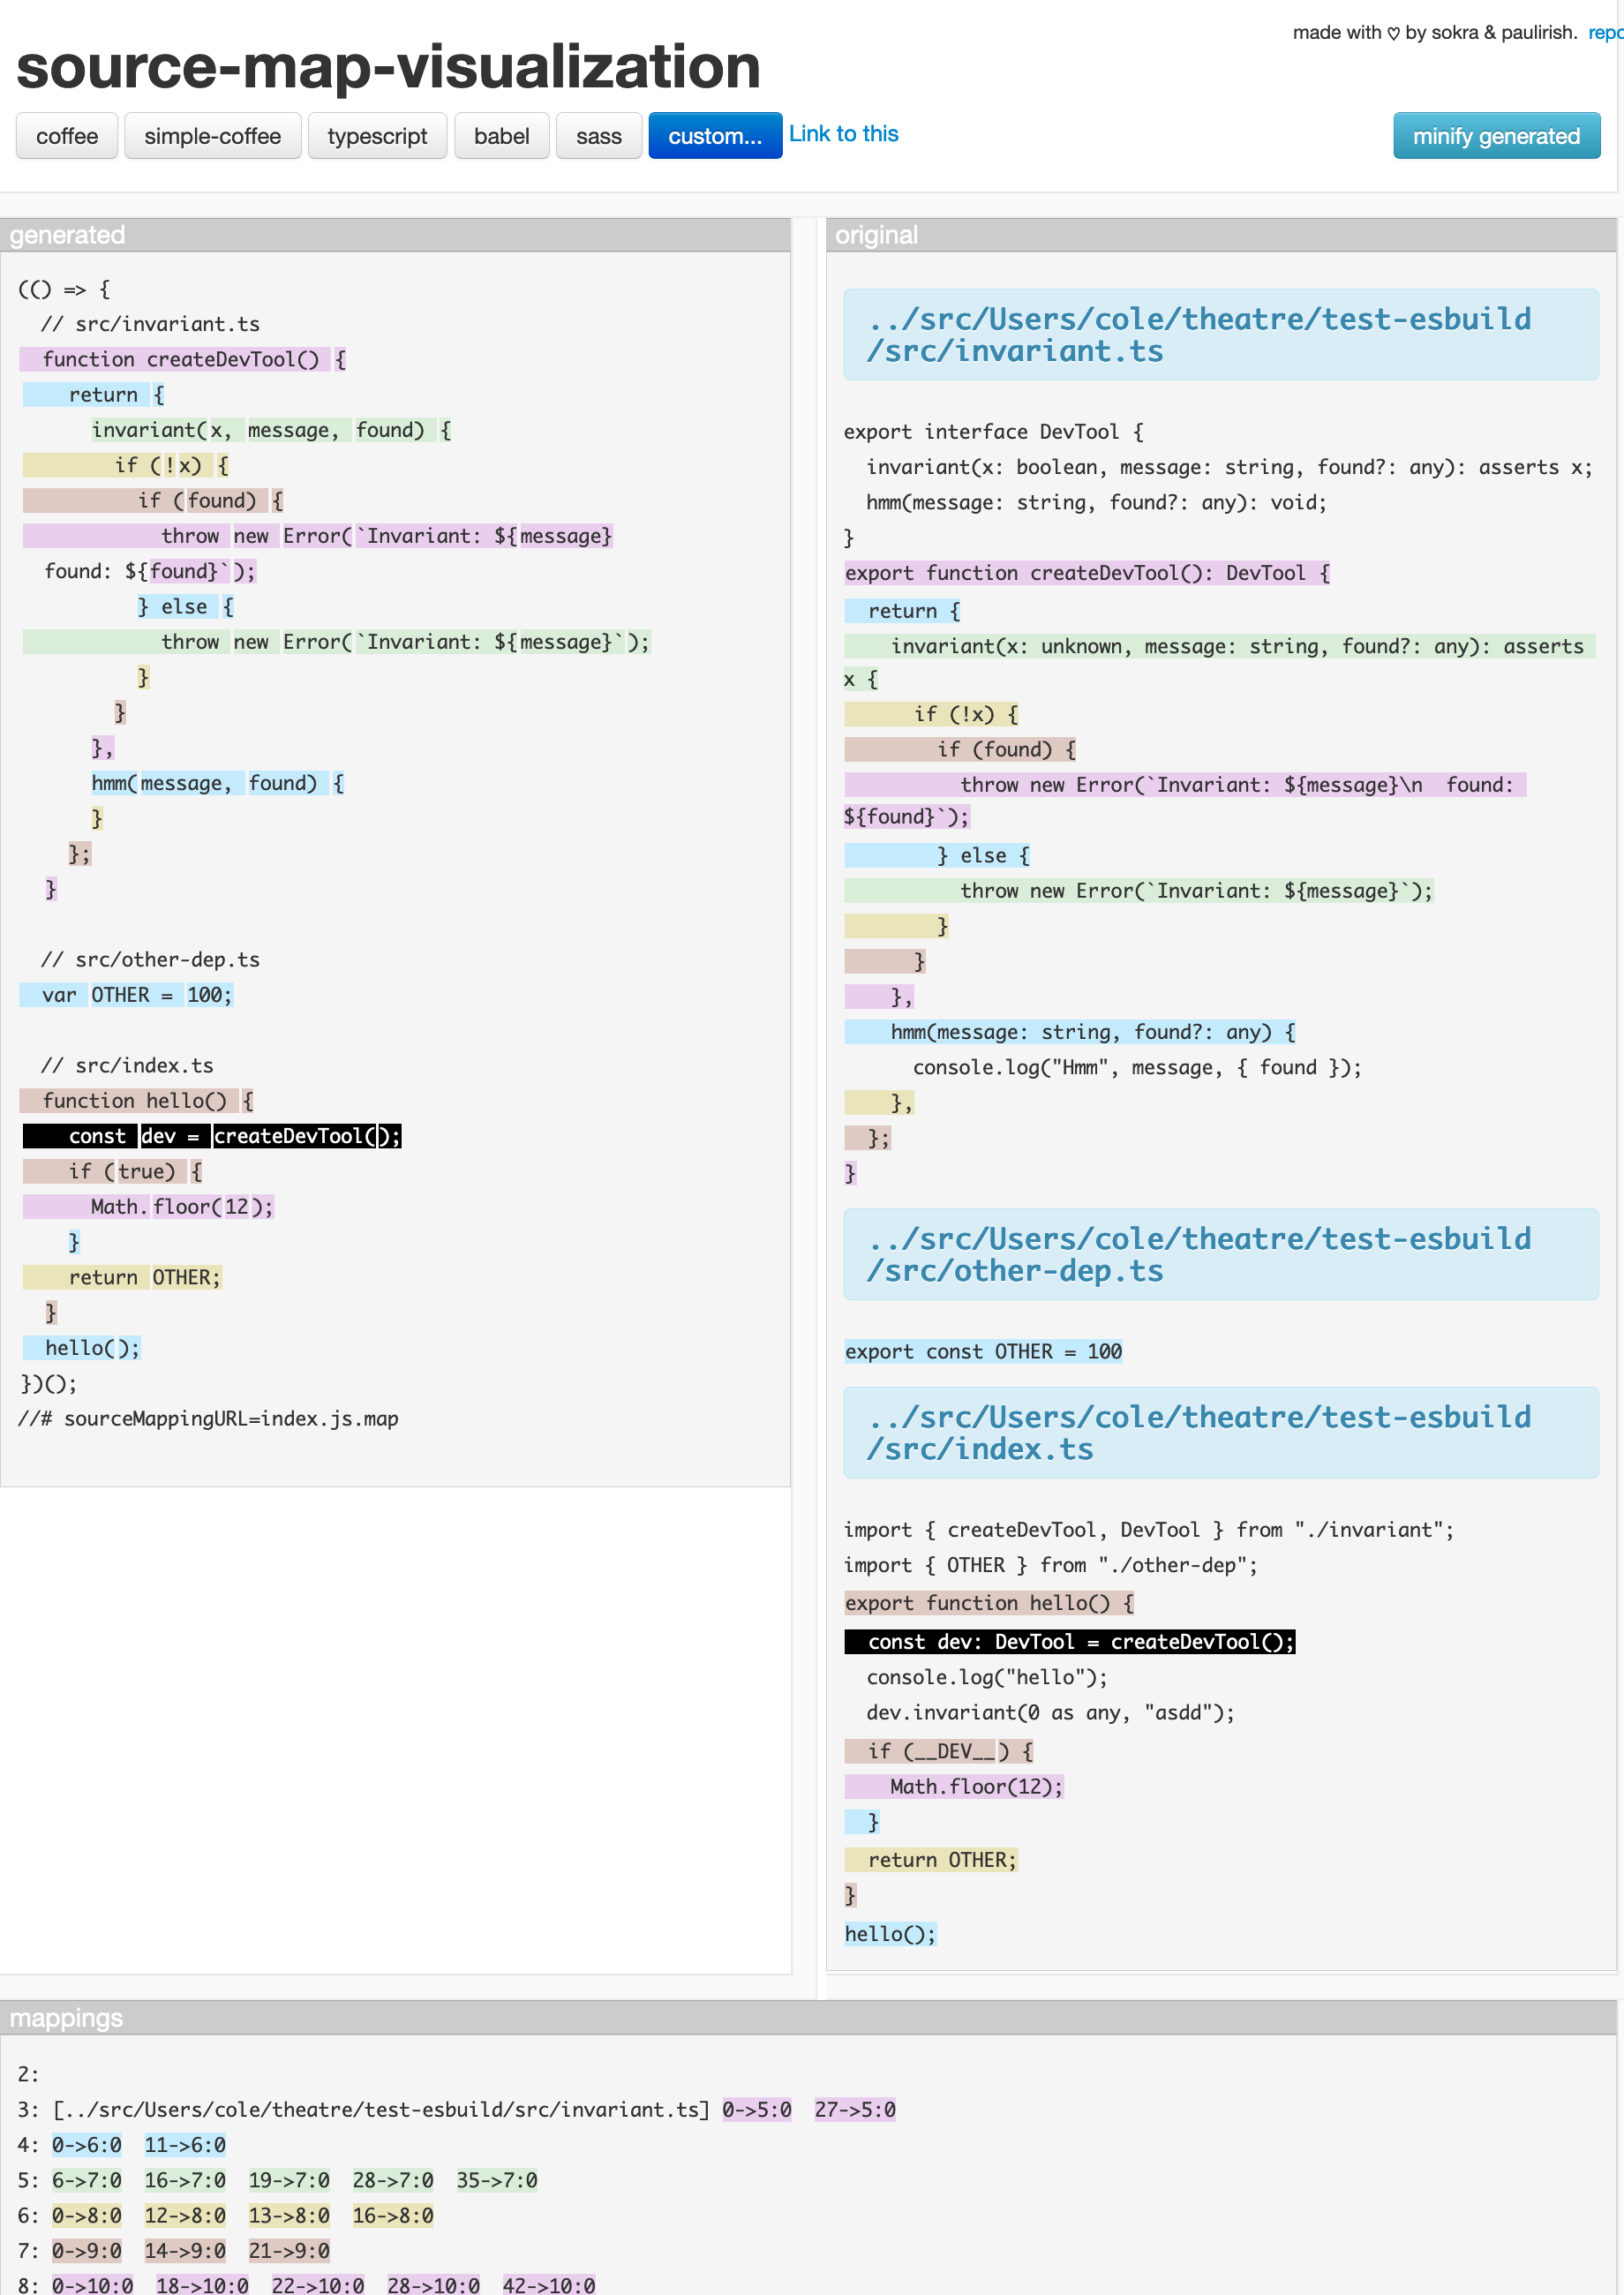 made with ♡ by sokra & paulirish. repo
source-map-visualization
coffee simple-coffee typescript babel sass custom... Link to this minify generated
generated
(() => {
  // src/invariant.ts
  function createDevTool() {
    return {
      invariant(x, message, found) {
        if (!x) {
          if (found) {
            throw new Error(`Invariant: ${message}
  found: ${found}`);
          } else {
            throw new Error(`Invariant: ${message}`);
          }
        }
      },
      hmm(message, found) {
      }
    };
  }
  // src/other-dep.ts
  var OTHER = 100;
  // src/index.ts
  function hello() {
    const dev = createDevTool();
    if (true) {
      Math.floor(12);
    }
    return OTHER;
  }
  hello();
})();
//# sourceMappingURL=index.js.map
original
../src/Users/cole/theatre/test-esbuild
/src/invariant.ts
export interface DevTool {
  invariant(x: boolean, message: string, found?: any): asserts x;
  hmm(message: string, found?: any): void;
}
export function createDevTool(): DevTool {
  return {
    invariant(x: unknown, message: string, found?: any): asserts
x {
      if (!x) {
        if (found) {
          throw new Error(`Invariant: ${message}\n  found:
${found}`);
        } else {
          throw new Error(`Invariant: ${message}`);
        }
      }
    },
    hmm(message: string, found?: any) {
      console.log("Hmm", message, { found });
    },
  };
}
../src/Users/cole/theatre/test-esbuild
/src/other-dep.ts
export const OTHER = 100
../src/Users/cole/theatre/test-esbuild
/src/index.ts
import { createDevTool, DevTool } from "./invariant";
import { OTHER } from "./other-dep";
export function hello() {
  const dev: DevTool = createDevTool();
  console.log("hello");
  dev.invariant(0 as any, "asdd");
  if (__DEV__) {
    Math.floor(12);
  }
  return OTHER;
}
hello();
mappings
2:
3: [../src/Users/cole/theatre/test-esbuild/src/invariant.ts] 0->5:0  27->5:0
4: 0->6:0  11->6:0
5: 6->7:0  16->7:0  19->7:0  28->7:0  35->7:0
6: 0->8:0  12->8:0  13->8:0  16->8:0
7: 0->9:0  14->9:0  21->9:0
8: 0->10:0  18->10:0  22->10:0  28->10:0  42->10:0